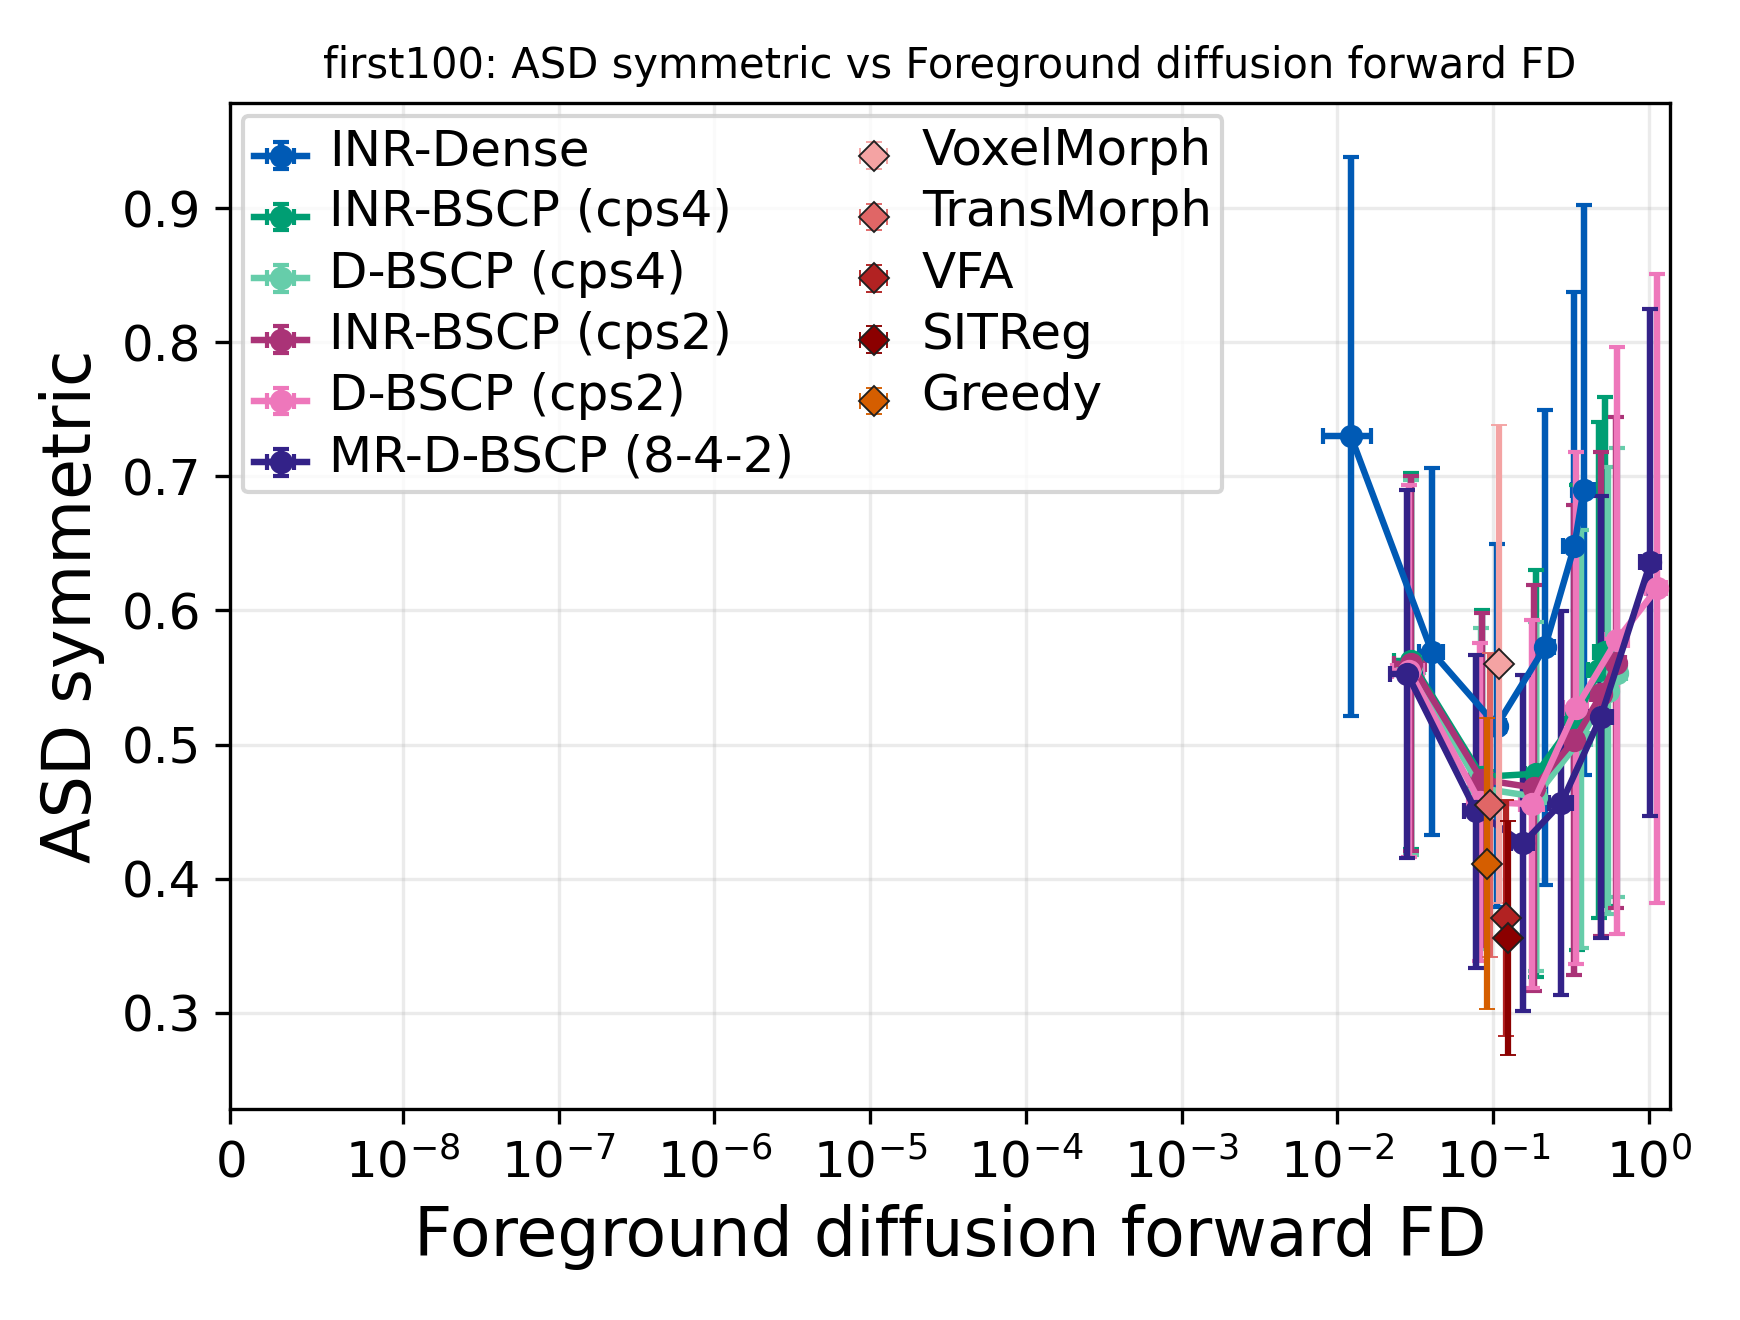 first100: ASD symmetric vs Foreground diffusion forward FD
INR-Dense
INR-BSCP (cps4)
D-BSCP (cps4)
INR-BSCP (cps2)
D-BSCP (cps2)
MR-D-BSCP (8-4-2)
VoxelMorph
TransMorph
VFA
SITReg
Greedy
ASD symmetric
0.9
0.8
0.7
0.6
0.5
0.4
0.3
0 10⁻⁸ 10⁻⁷ 10⁻⁶ 10⁻⁵ 10⁻⁴ 10⁻³ 10⁻² 10⁻¹ 10⁰
Foreground diffusion forward FD